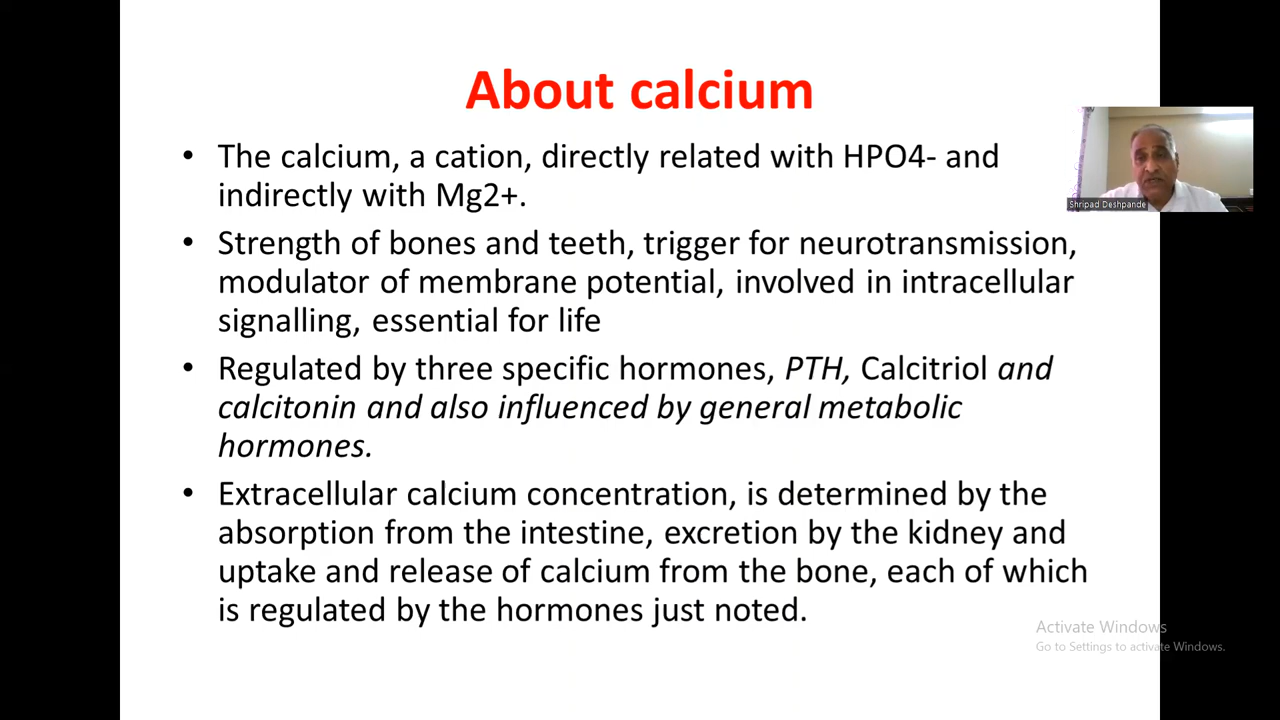 About calcium
• The calcium, a cation, directly related with HPO4- and
indirectly with Mg2+.
• Strength of bones and teeth, trigger for neurotransmission,
modulator of membrane potential, involved in intracellular
signalling, essential for life
• Regulated by three specific hormones, PTH, Calcitriol and
calcitonin and also influenced by general metabolic
hormones.
• Extracellular calcium concentration, is determined by the
absorption from the intestine, excretion by the kidney and
uptake and release of calcium from the bone, each of which
is regulated by the hormones just noted.
Shripad Deshpande
Activate Windows
Go to Settings to activate Windows.